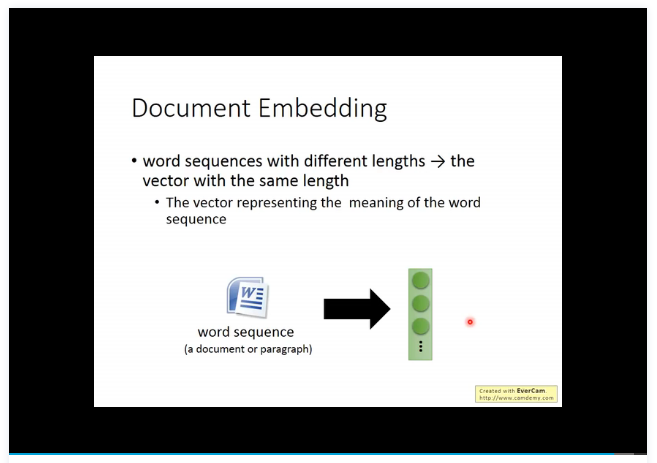 Document Embedding
• word sequences with different lengths → the
vector with the same length
• The vector representing the meaning of the word
sequence
W
word sequence
(a document or paragraph)
Created with EverCam.
http://www.camdemy.com